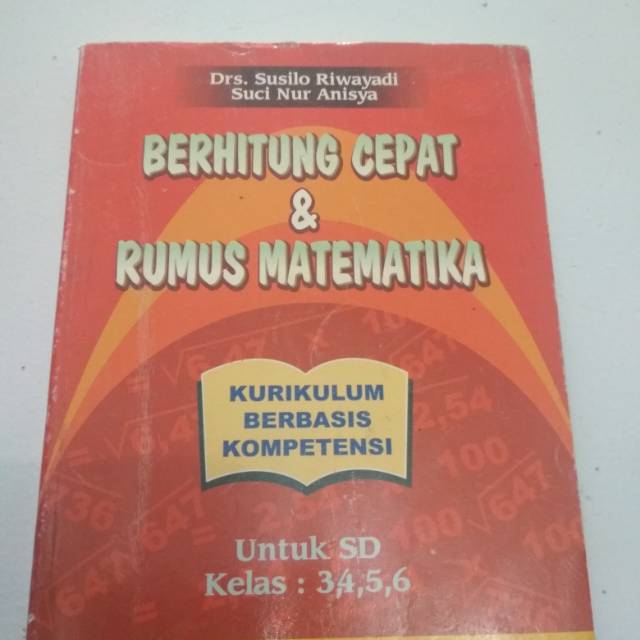 Drs. Susilo Riwayadi
Suci Nur Anisya
BERHITUNG CEPAT
&
RUMUS MATEMATIKA
KURIKULUM
BERBASIS
KOMPETENSI
Untuk SD
Kelas : 3,4,5,6